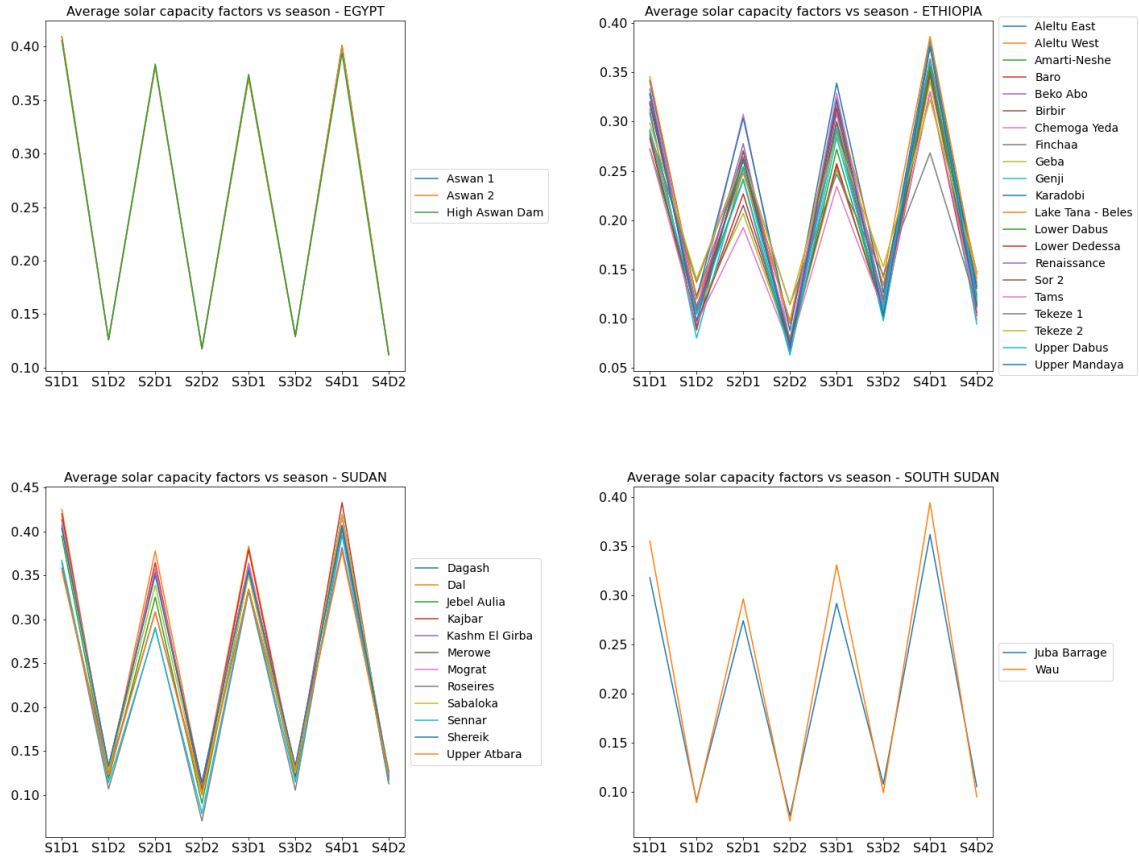 Average solar capacity factors vs season - EGYPT
0.40
0.35
0.30
0.25
0.20
0.15
0.10
S1D1 S1D2 S2D1 S2D2 S3D1 S3D2 S4D1 S4D2
Aswan 1
Aswan 2
High Aswan Dam
Average solar capacity factors vs season - ETHIOPIA
0.40
0.35
0.30
0.25
0.20
0.15
0.10
0.05
S1D1 S1D2 S2D1 S2D2 S3D1 S3D2 S4D1 S4D2
Aleltu East
Aleltu West
Amarti-Neshe
Baro
Beko Abo
Birbir
Chemoga Yeda
Finchaa
Geba
Genji
Karadobi
Lake Tana - Beles
Lower Dabus
Lower Dedessa
Renaissance
Sor 2
Tams
Tekeze 1
Tekeze 2
Upper Dabus
Upper Mandaya
Average solar capacity factors vs season - SUDAN
0.45
0.40
0.35
0.30
0.25
0.20
0.15
0.10
S1D1 S1D2 S2D1 S2D2 S3D1 S3D2 S4D1 S4D2
Dagash
Dal
Jebel Aulia
Kajbar
Kashm El Girba
Merowe
Mograt
Roseires
Sabaloka
Sennar
Shereik
Upper Atbara
Average solar capacity factors vs season - SOUTH SUDAN
0.40
0.35
0.30
0.25
0.20
0.15
0.10
S1D1 S1D2 S2D1 S2D2 S3D1 S3D2 S4D1 S4D2
Juba Barrage
Wau